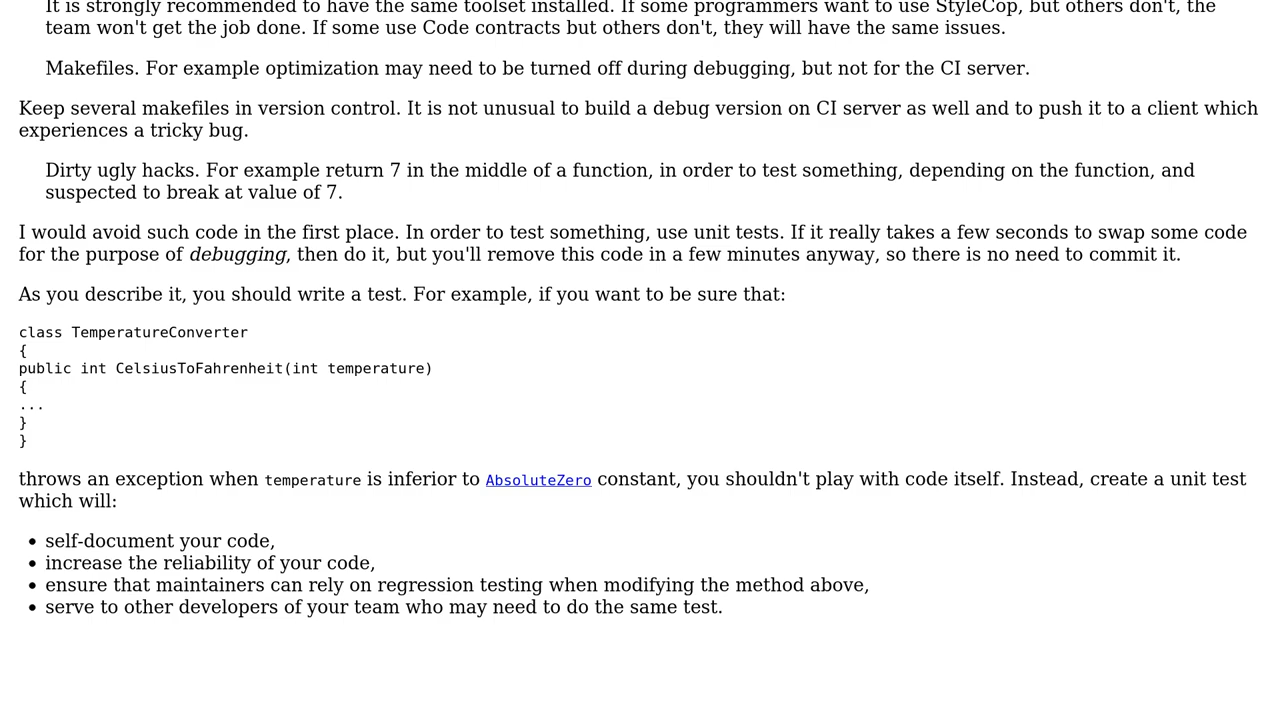 It is strongly recommended to have the same toolset installed. If some programmers want to use StyleCop, but others don't, the
team won't get the job done. If some use Code contracts but others don't, they will have the same issues.
Makefiles. For example optimization may need to be turned off during debugging, but not for the CI server.
Keep several makefiles in version control. It is not unusual to build a debug version on CI server as well and to push it to a client which
experiences a tricky bug.
Dirty ugly hacks. For example return 7 in the middle of a function, in order to test something, depending on the function, and
suspected to break at value of 7.
I would avoid such code in the first place. In order to test something, use unit tests. If it really takes a few seconds to swap some code
for the purpose of debugging, then do it, but you'll remove this code in a few minutes anyway, so there is no need to commit it.
As you describe it, you should write a test. For example, if you want to be sure that:
class TemperatureConverter
{
public int CelsiusToFahrenheit(int temperature)
{
...
}
}
throws an exception when temperature is inferior to AbsoluteZero constant, you shouldn't play with code itself. Instead, create a unit test
which will:
• self-document your code,
• increase the reliability of your code,
• ensure that maintainers can rely on regression testing when modifying the method above,
• serve to other developers of your team who may need to do the same test.